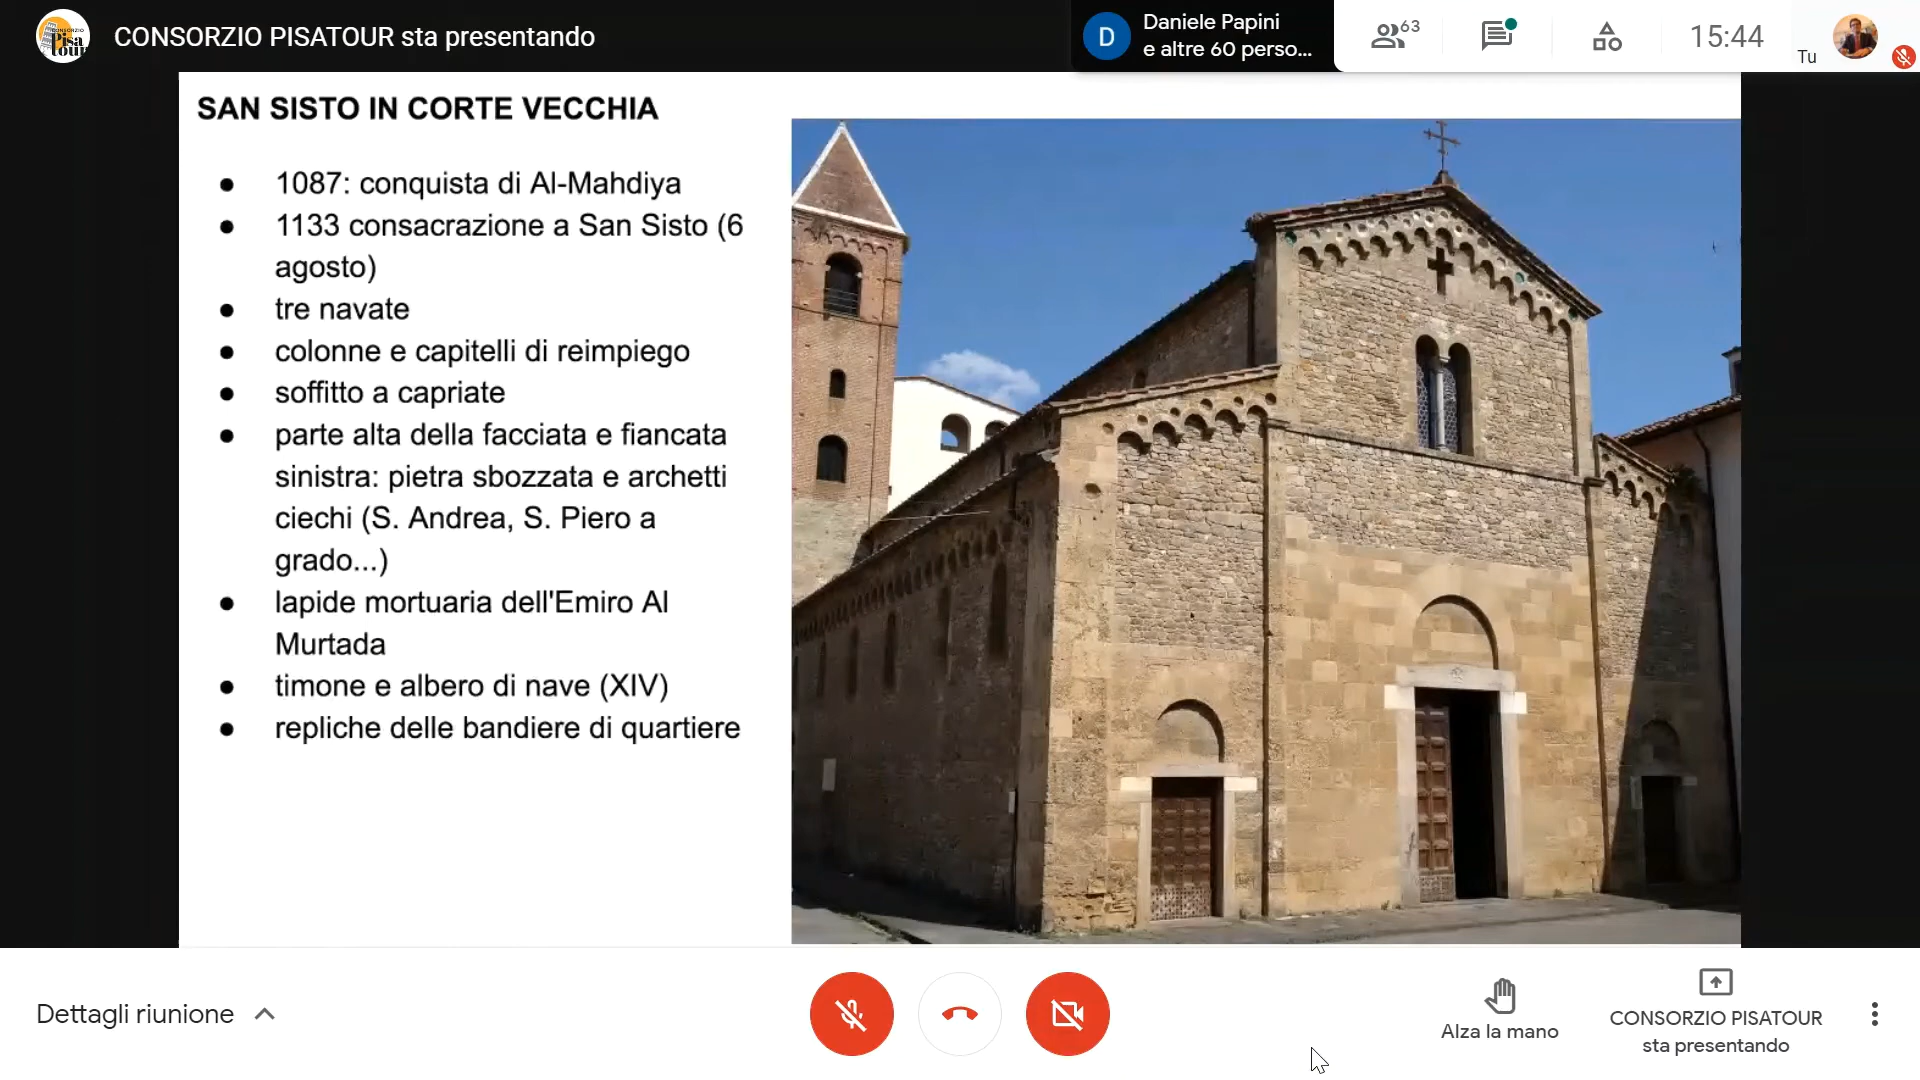 CONSORZIO PISATOUR sta presentando
D
Daniele Papini
e altre 60 perso...
63
15:44
Tu
SAN SISTO IN CORTE VECCHIA
● 1087: conquista di Al-Mahdiya
● 1133 consacrazione a San Sisto (6
agosto)
● tre navate
● colonne e capitelli di reimpiego
● soffitto a capriate
● parte alta della facciata e fiancata
sinistra: pietra sbozzata e archetti
ciechi (S. Andrea, S. Piero a
grado...)
● lapide mortuaria dell'Emiro Al
Murtada
● timone e albero di nave (XIV)
● repliche delle bandiere di quartiere
Dettagli riunione
Alza la mano
CONSORZIO PISATOUR
sta presentando